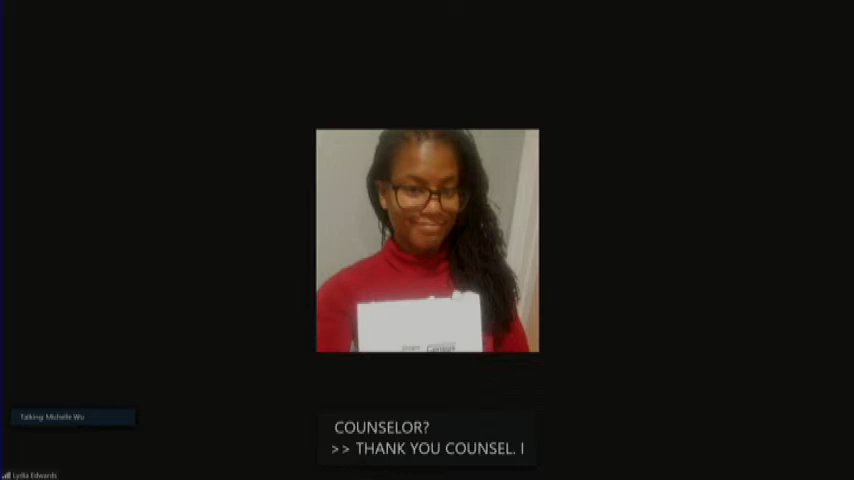 Talking: Michelle Wu
COUNSELOR?
>> THANK YOU COUNSEL. I
Lydia Edwards